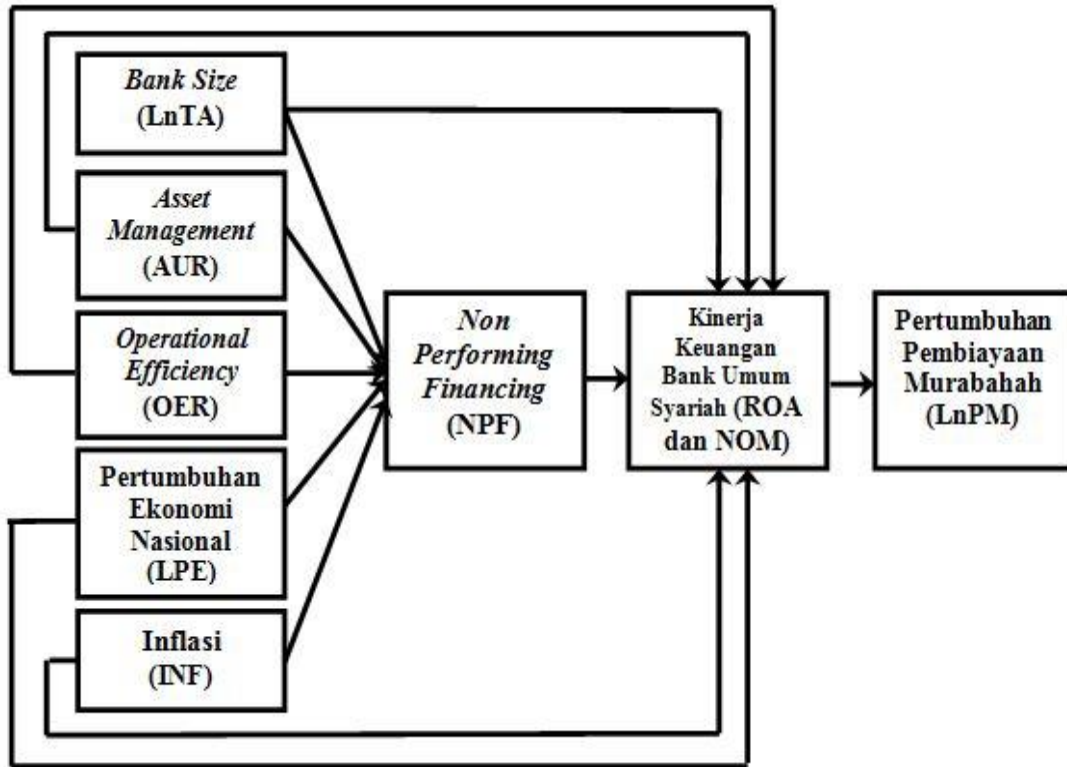 Bank Size
(LnTA)
Asset
Management
(AUR)
Operational
Efficiency
(OER)
Pertumbuhan
Ekonomi
Nasional
(LPE)
Inflasi
(INF)
Non
Performing
Financing
(NPF)
Kinerja
Keuangan
Bank Umum
Syariah (ROA
dan NOM)
Pertumbuhan
Pembiayaan
Murabahah
(LnPM)